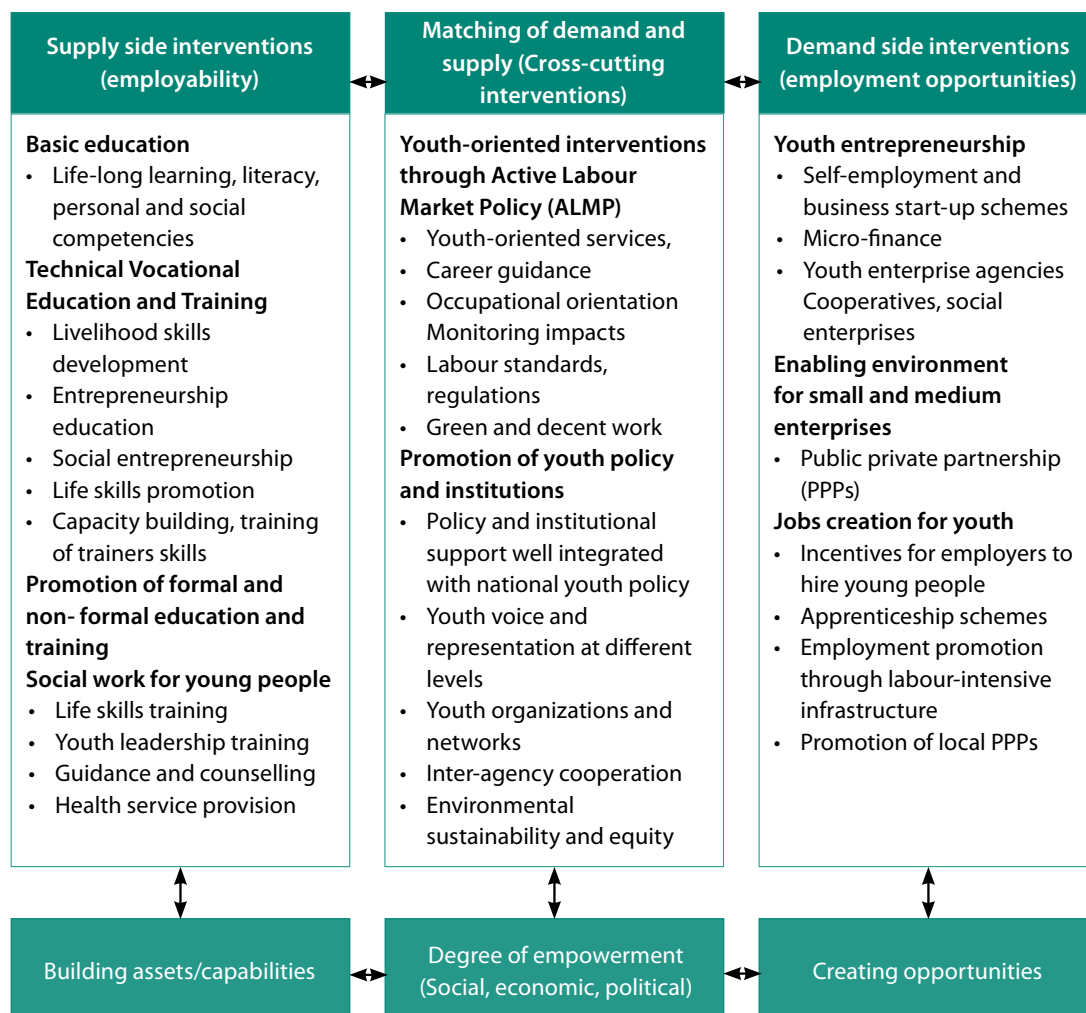 Supply side interventions
(employability)
Matching of demand and
supply (Cross-cutting
interventions)
Demand side interventions
(employment opportunities)
Basic education
• Life-long learning, literacy,
personal and social
competencies
Technical Vocational
Education and Training
• Livelihood skills
development
• Entrepreneurship
education
• Social entrepreneurship
• Life skills promotion
• Capacity building, training
of trainers skills
Promotion of formal and
non- formal education and
training
Social work for young people
• Life skills training
• Youth leadership training
• Guidance and counselling
• Health service provision
Youth-oriented interventions
through Active Labour
Market Policy (ALMP)
• Youth-oriented services,
• Career guidance
• Occupational orientation
Monitoring impacts
• Labour standards,
regulations
• Green and decent work
Promotion of youth policy
and institutions
• Policy and institutional
support well integrated
with national youth policy
• Youth voice and
representation at different
levels
• Youth organizations and
networks
• Inter-agency cooperation
• Environmental
sustainability and equity
Youth entrepreneurship
• Self-employment and
business start-up schemes
• Micro-finance
• Youth enterprise agencies
Cooperatives, social
enterprises
Enabling environment
for small and medium
enterprises
• Public private partnership
(PPPs)
Jobs creation for youth
• Incentives for employers to
hire young people
• Apprenticeship schemes
• Employment promotion
through labour-intensive
infrastructure
• Promotion of local PPPs
Building assets/capabilities
Degree of empowerment
(Social, economic, political)
Creating opportunities